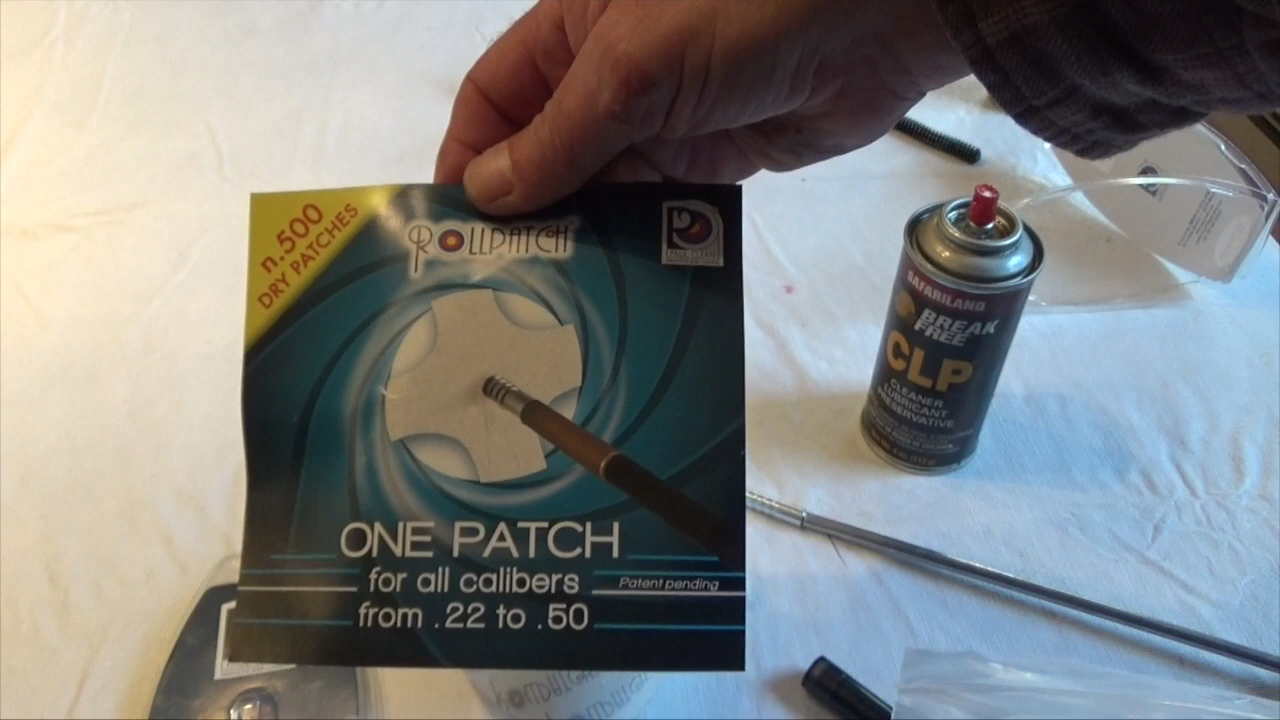 n.500
DRY PATCHES
ROLLPATCH
ONE PATCH
for all calibers
Patent pending
from .22 to .50
SAFARILAND
BREAK
FREE
CLP
CLEANER
LUBRICANT
PRESERVATIVE